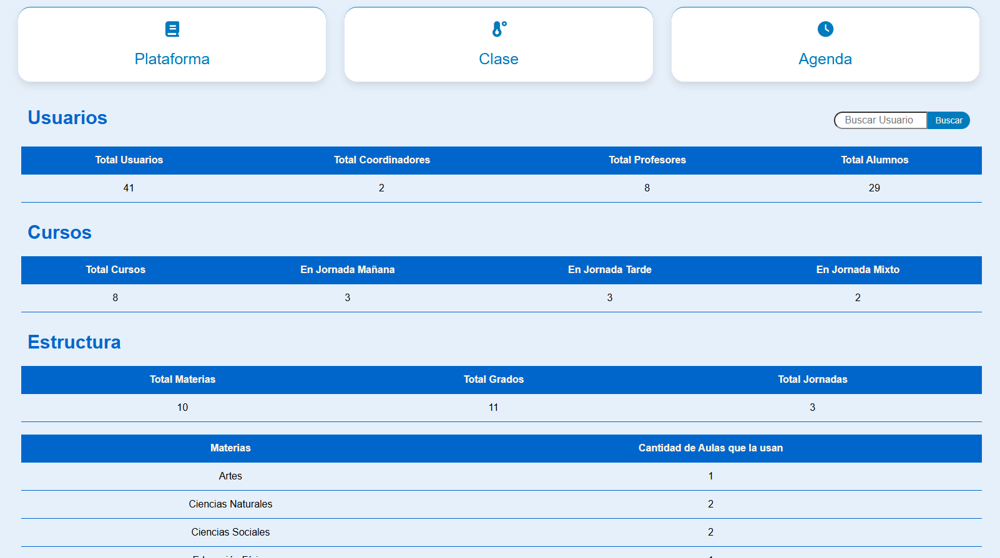 Plataforma Clase Agenda
Usuarios
Buscar Usuario Buscar
Total Usuarios Total Coordinadores Total Profesores Total Alumnos
41 2 8 29
Cursos
Total Cursos En Jornada Mañana En Jornada Tarde En Jornada Mixto
8 3 3 2
Estructura
Total Materias Total Grados Total Jornadas
10 11 3
Materias Cantidad de Aulas que la usan
Artes 1
Ciencias Naturales 2
Ciencias Sociales 2